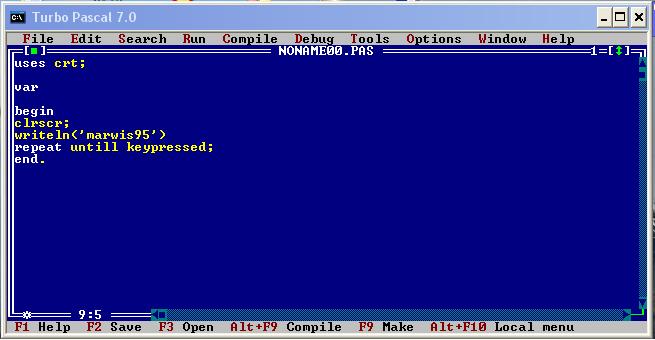 Turbo Pascal 7.0
File Edit Search Run Compile Debug Tools Options Window Help
NONAME00.PAS 1
uses crt;
var
begin
clrscr;
writeln('marwis95')
repeat untill keypressed;
end.
9:5
F1 Help F2 Save F3 Open Alt+F9 Compile F9 Make Alt+F10 Local menu